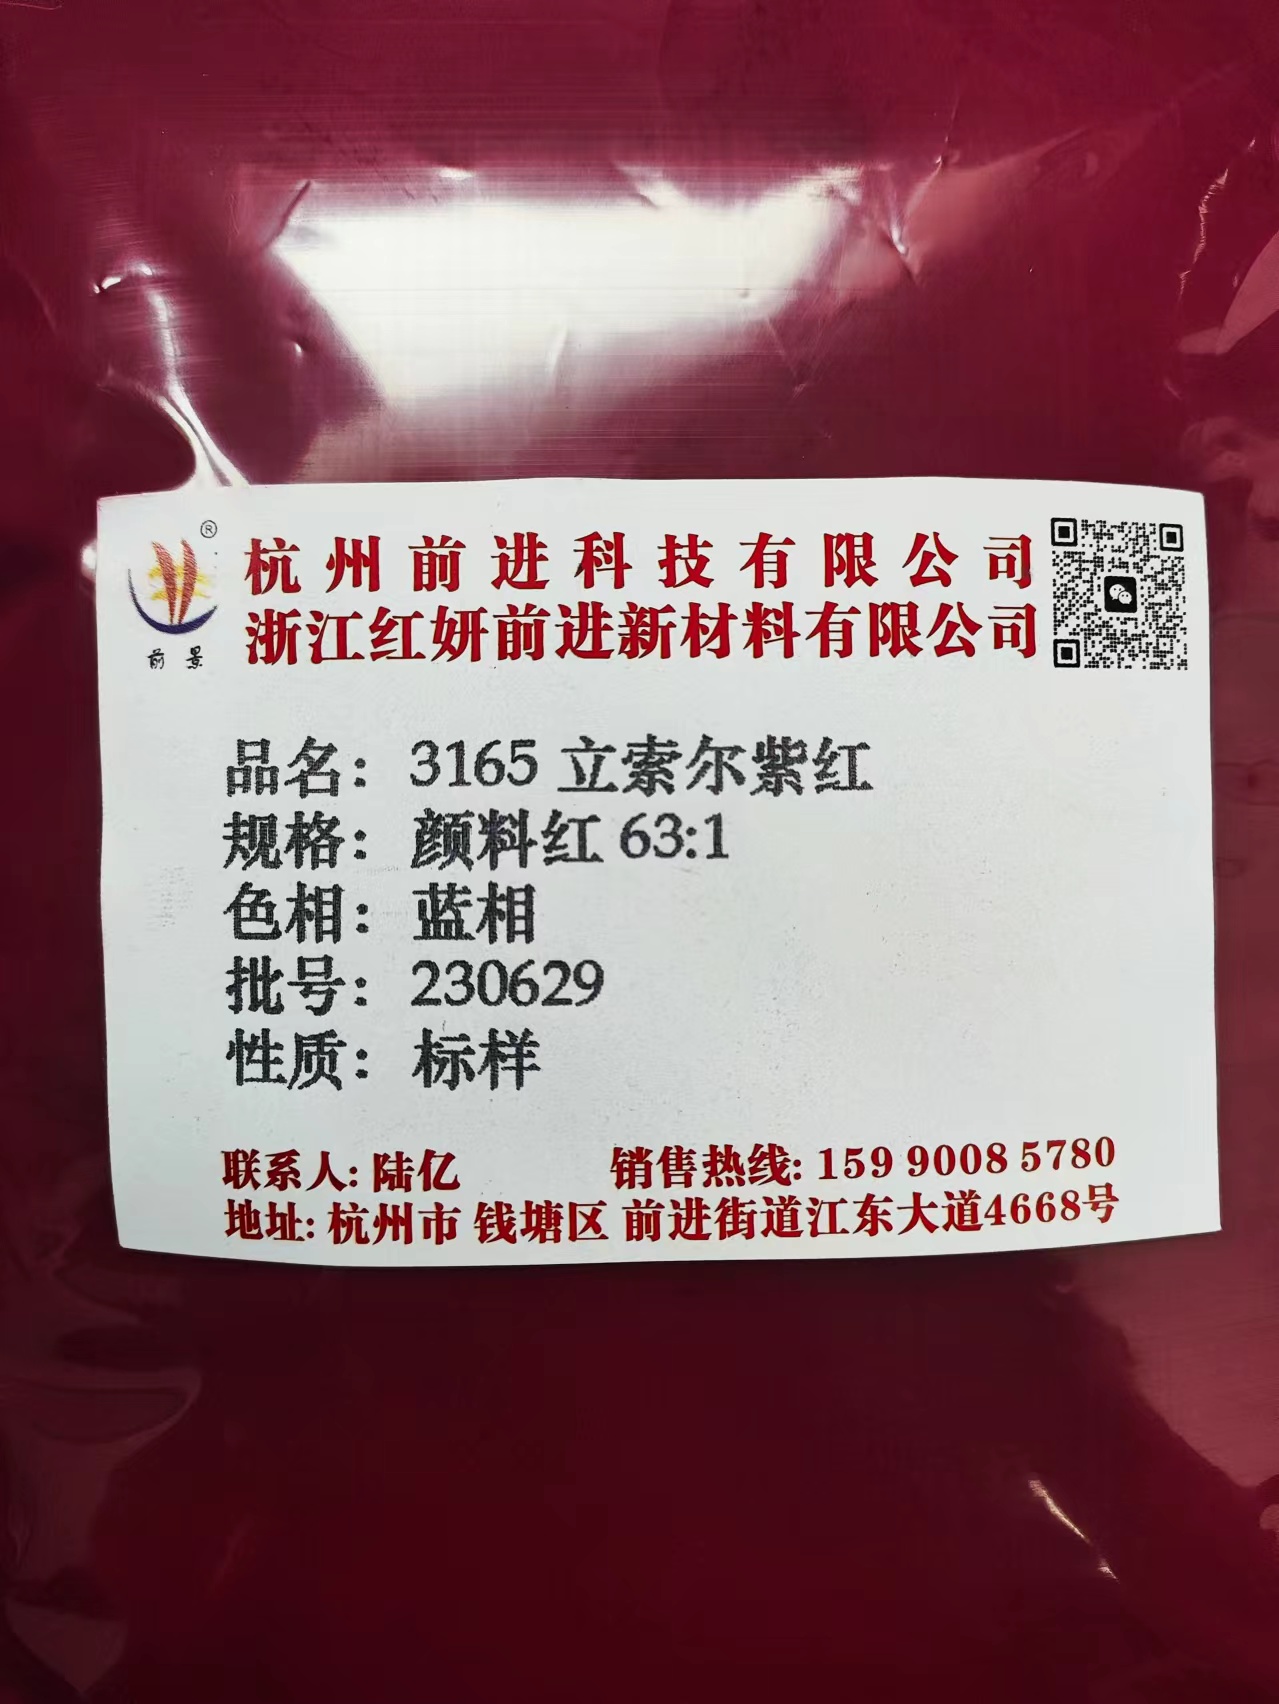 ®
前景
杭州前进科技有限公司
浙江红妍前进新材料有限公司
品名：3165 立索尔紫红
规格：颜料红 63:1
色相：蓝相
批号：230629
性质：标样
联系人: 陆亿 销售热线: 159 9008 5780
地址: 杭州市 钱塘区 前进街道江东大道4668号